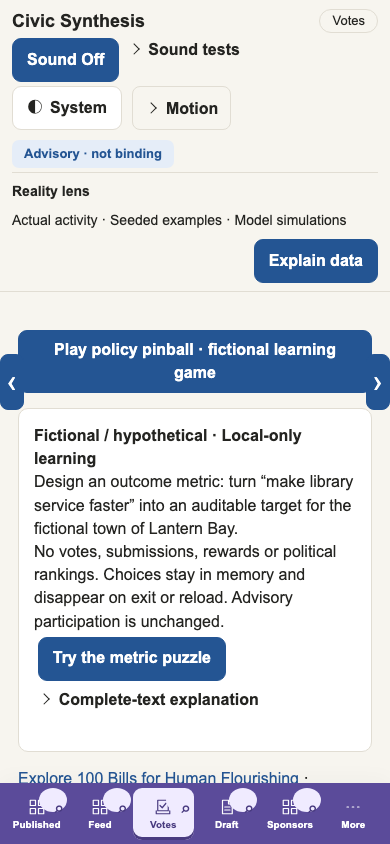 Civic Synthesis
Votes
Sound Off
Sound tests
System
Motion
Advisory · not binding
Reality lens
Actual activity · Seeded examples · Model simulations
Explain data
Play policy pinball · fictional learning
game
Fictional / hypothetical · Local-only
learning
Design an outcome metric: turn “make library
service faster” into an auditable target for the
fictional town of Lantern Bay.
No votes, submissions, rewards or political
rankings. Choices stay in memory and
disappear on exit or reload. Advisory
participation is unchanged.
Try the metric puzzle
Complete-text explanation
Explore 100 Bills for Human Flourishing ·
Published
Feed
Votes
Draft
Sponsors
More